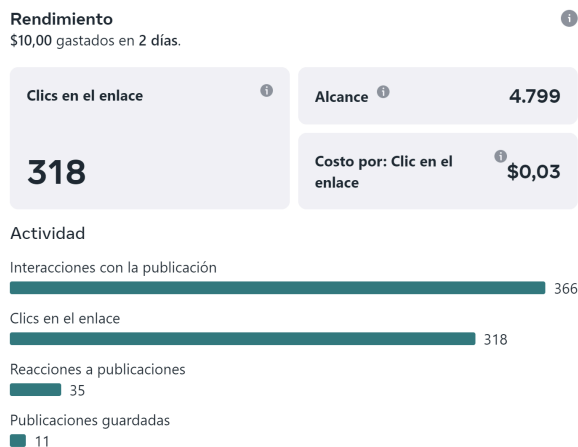 Rendimiento
$10,00 gastados en 2 días.
Clics en el enlace
318
Alcance
4.799
Costo por: Clic en el
enlace
$0,03
Actividad
Interacciones con la publicación
366
Clics en el enlace
318
Reacciones a publicaciones
35
Publicaciones guardadas
11